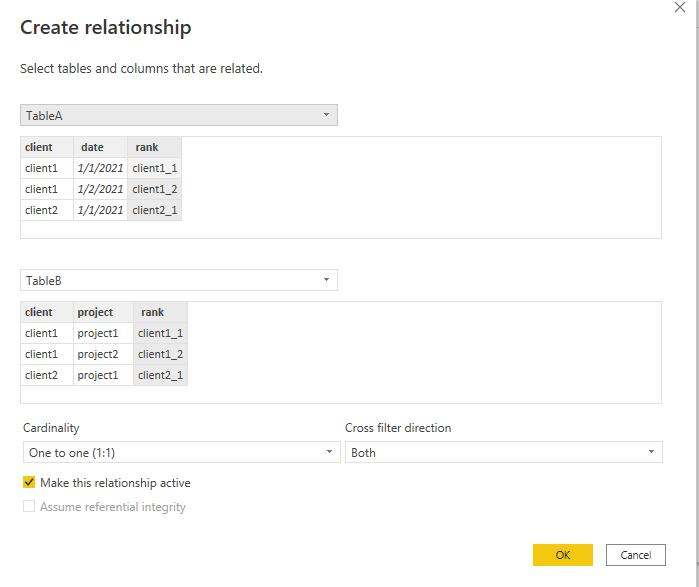 Create relationship
Select tables and columns that are related.
TableA
client date rank
client1 1/1/2021 client1_1
client1 1/2/2021 client1_2
client2 1/1/2021 client2_1
TableB
client project rank
client1 project1 client1_1
client1 project2 client1_2
client2 project1 client2_1
Cardinality Cross filter direction
One to one (1:1) Both
Make this relationship active
Assume referential integrity
OK Cancel